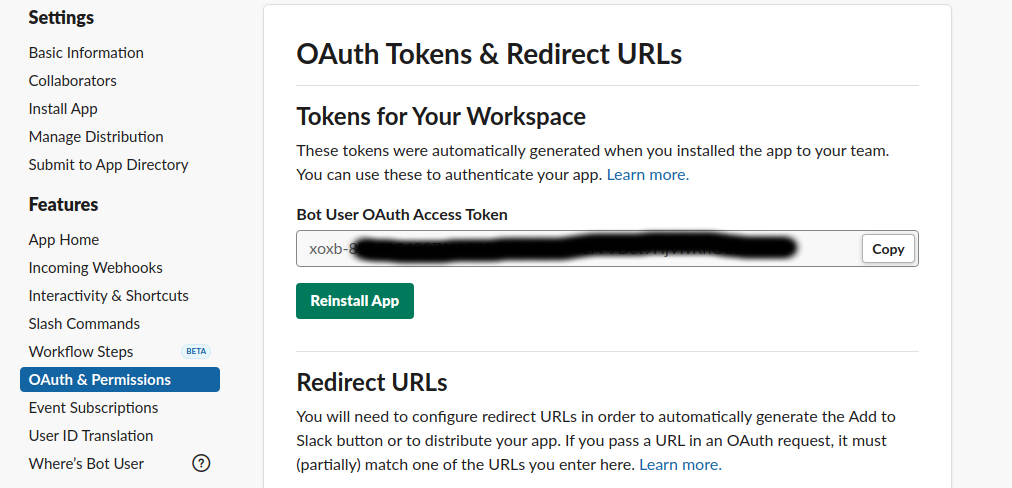 Settings
Basic Information
Collaborators
Install App
Manage Distribution
Submit to App Directory
Features
App Home
Incoming Webhooks
Interactivity & Shortcuts
Slash Commands
Workflow Steps BETA
OAuth & Permissions
Event Subscriptions
User ID Translation
Where's Bot User ?
OAuth Tokens & Redirect URLs
Tokens for Your Workspace
These tokens were automatically generated when you installed the app to your team.
You can use these to authenticate your app. Learn more.
Bot User OAuth Access Token
xoxb-8
Copy
Reinstall App
Redirect URLs
You will need to configure redirect URLs in order to automatically generate the Add to
Slack button or to distribute your app. If you pass a URL in an OAuth request, it must
(partially) match one of the URLs you enter here. Learn more.